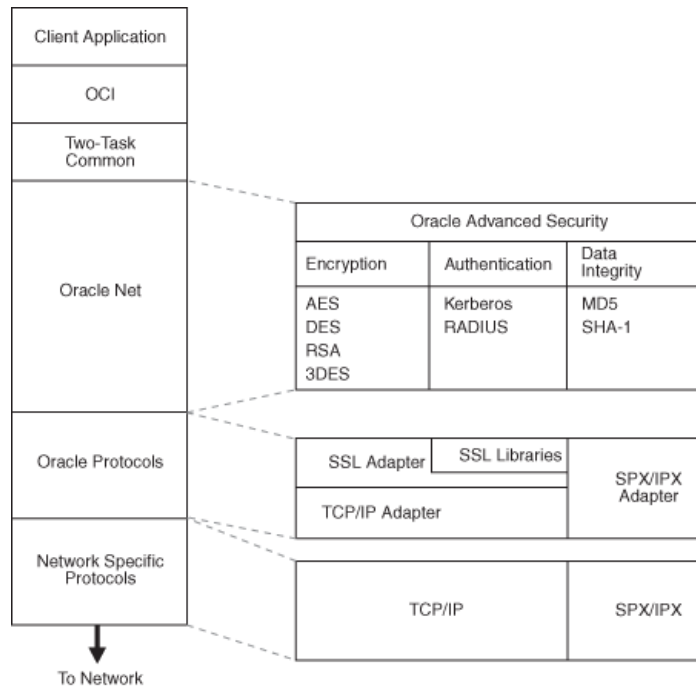 Client Application
OCI
Two-Task
Common
Oracle Net
Oracle Protocols
Network Specific
Protocols
To Network
Oracle Advanced Security
Encryption
Authentication
Data
Integrity
AES
DES
RSA
3DES
Kerberos
RADIUS
MD5
SHA-1
SSL Adapter
SSL Libraries
TCP/IP Adapter
SPX/IPX
Adapter
TCP/IP
SPX/IPX